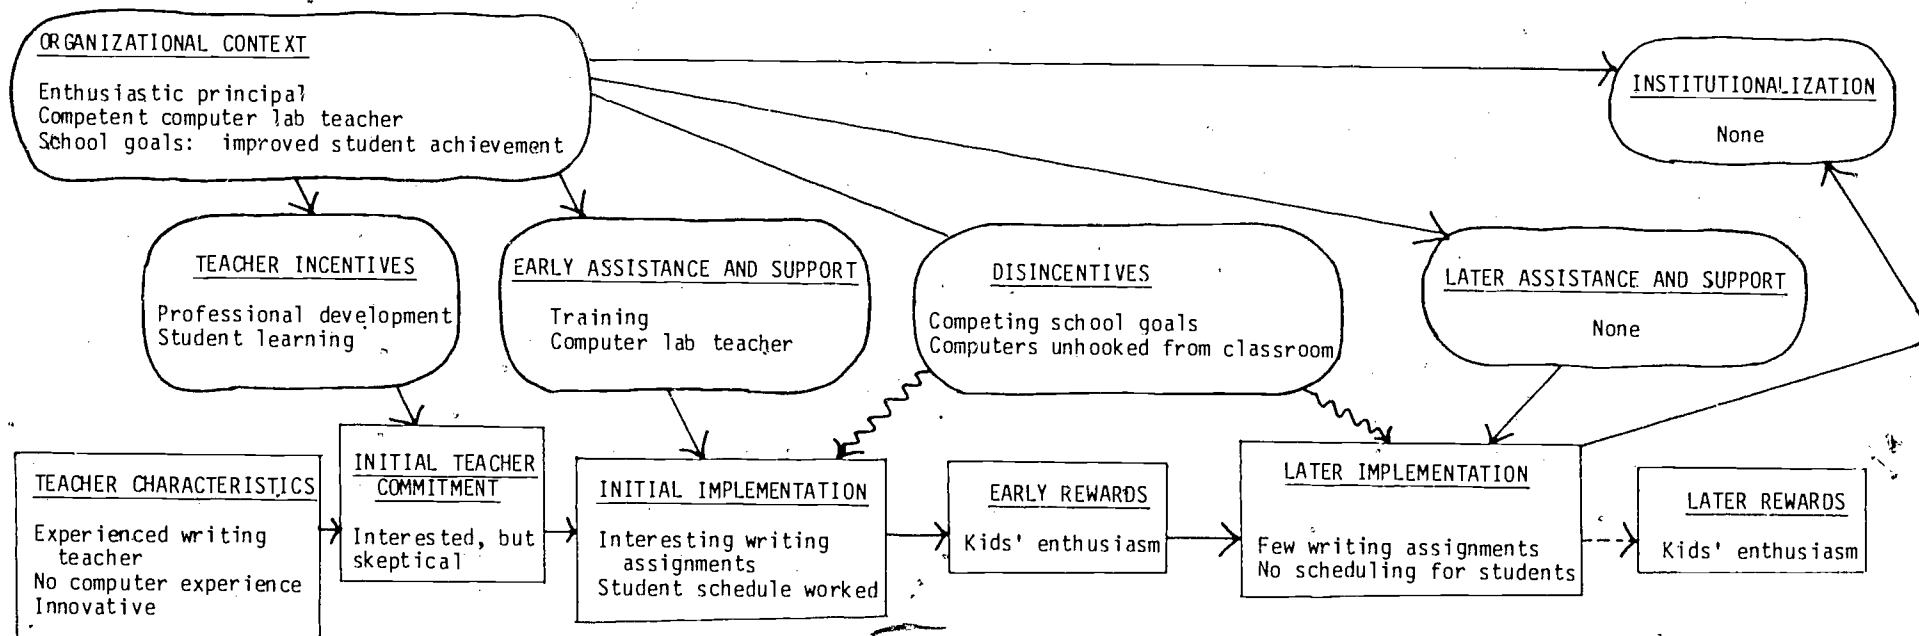 ORGANIZATIONAL CONTEXT
Enthusiastic principal
Competent computer lab teacher
School goals: improved student achievement
INSTITUTIONALIZATION
None
TEACHER INCENTIVES
Professional development
Student learning
EARLY ASSISTANCE AND SUPPORT
Training
Computer lab teacher
DISINCENTIVES
Competing school goals
Computers unhooked from classroom
LATER ASSISTANCE AND SUPPORT
None
TEACHER CHARACTERISTICS
Experienced writing
teacher
No computer experience
Innovative
INITIAL TEACHER
COMMITMENT
Interested, but
skeptical
INITIAL IMPLEMENTATION
Interesting writing
assignments
Student schedule worked
EARLY REWARDS
Kids' enthusiasm
LATER IMPLEMENTATION
Few writing assignments
No scheduling for students
LATER REWARDS
Kids' enthusiasm